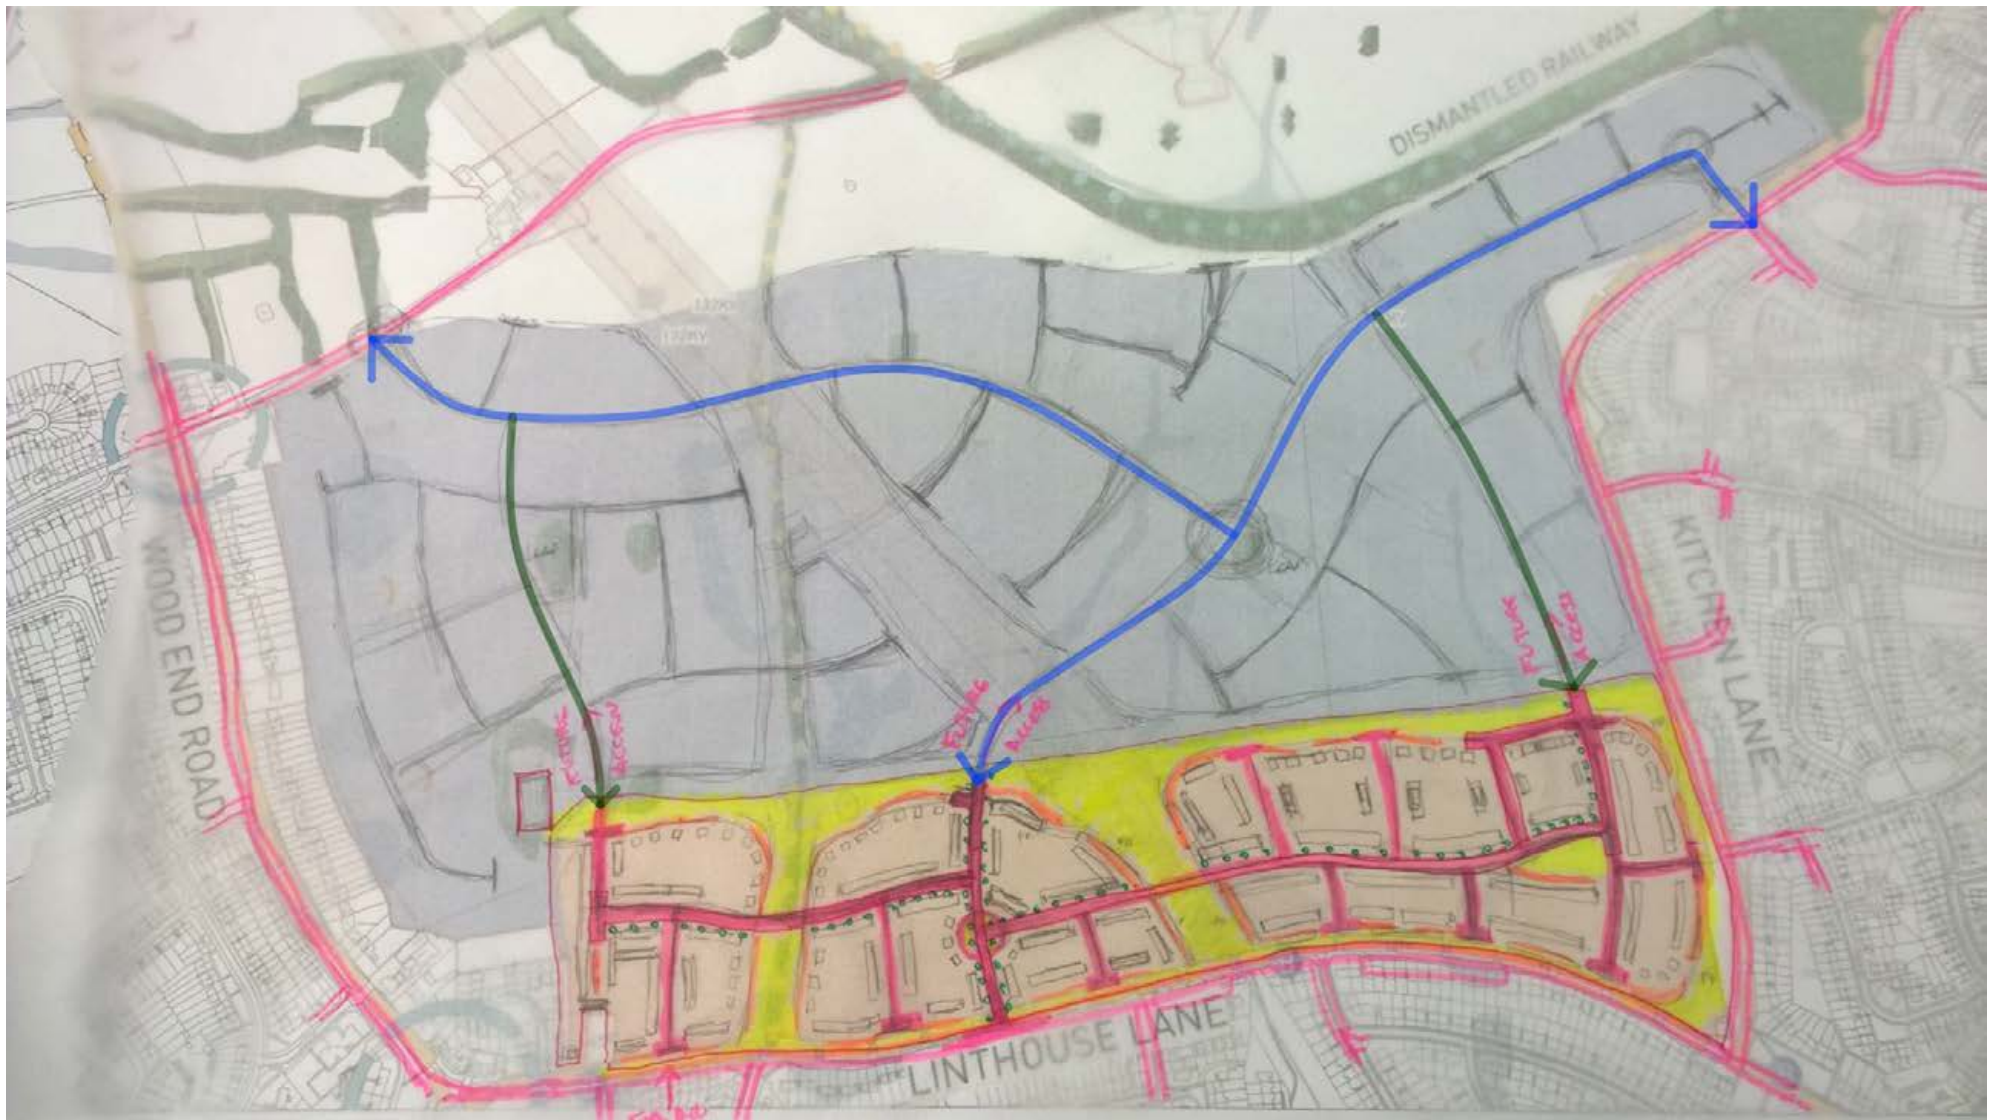 DISMANTLED RAILWAY
WOOD END ROAD
KITCHEN LANE
FUTURE
ACCESS
FUTURE
ACCESS
FUTURE
ACCESS
LINTHOUSE LANE